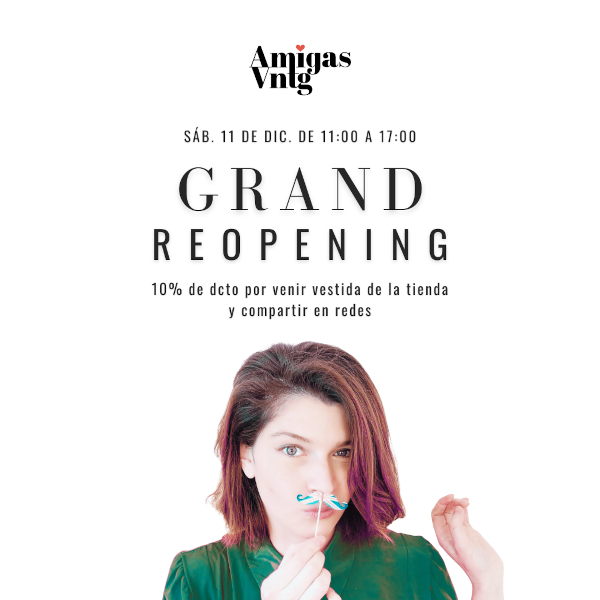 Amigas
Vntg
SÁB. 11 DE DIC. DE 11:00 A 17:00
GRAND
REOPENING
10% de dcto por venir vestida de la tienda
y compartir en redes